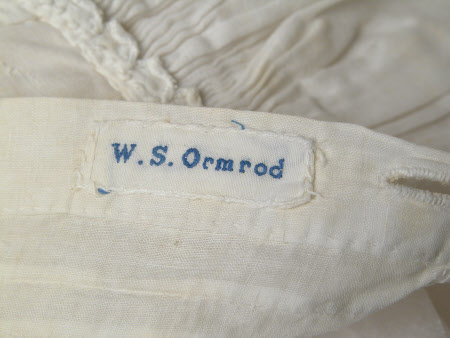 W. S. Ormrod